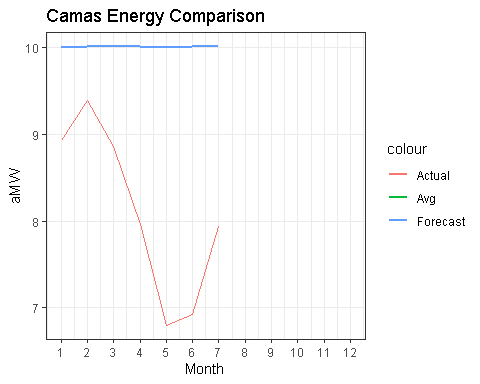 Camas Energy Comparison
aMW
10
9
8
7
1 2 3 4 5 6 7 8 9 10 11 12
Month
colour
Actual
Avg
Forecast